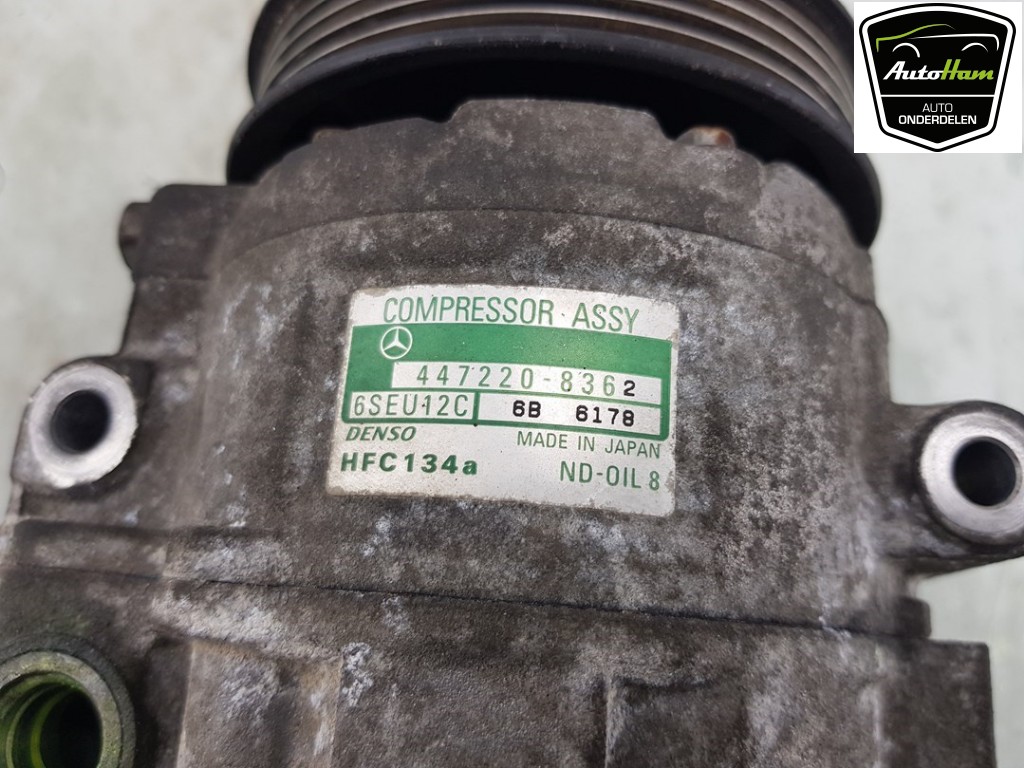 AutoHam
AUTO
ONDERDELEN
COMPRESSOR ASSY
447220-8362
6SEU12C 6B 6178
DENSO MADE IN JAPAN
HFC134a ND-OIL 8